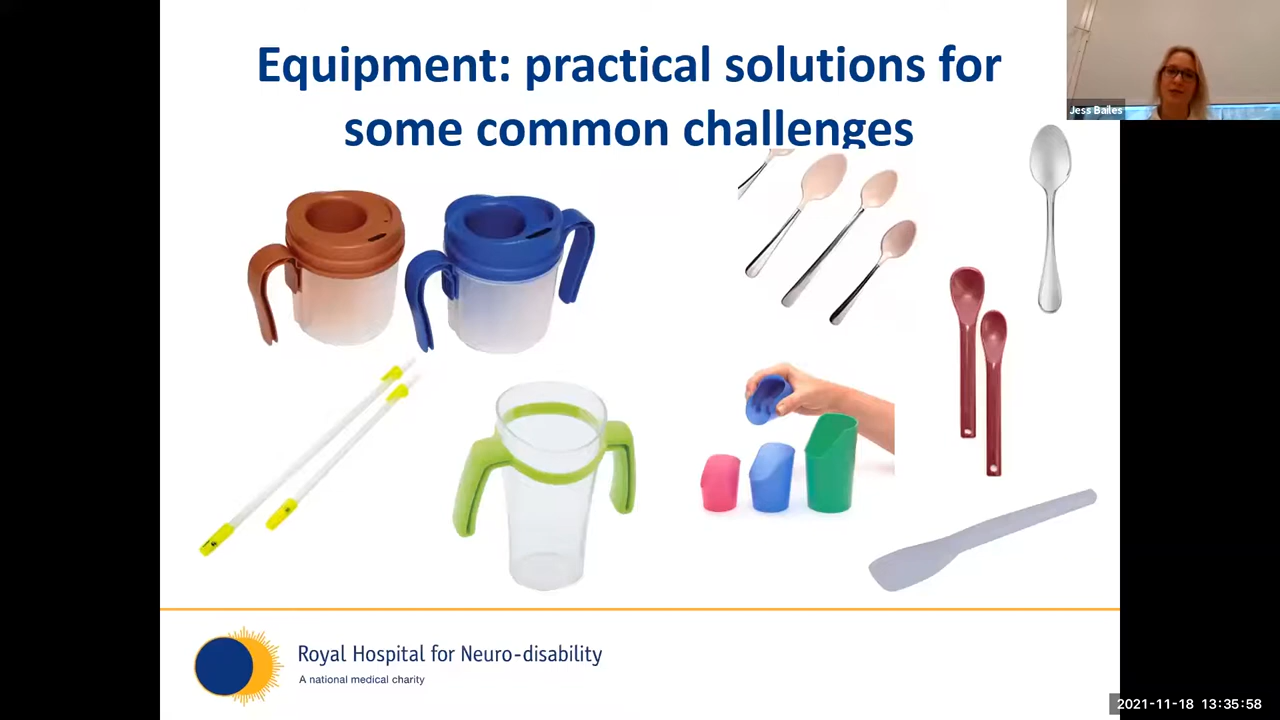 Equipment: practical solutions for
some common challenges
Jess Bailes
Royal Hospital for Neuro-disability
A national medical charity
2021-11-18 13:35:58